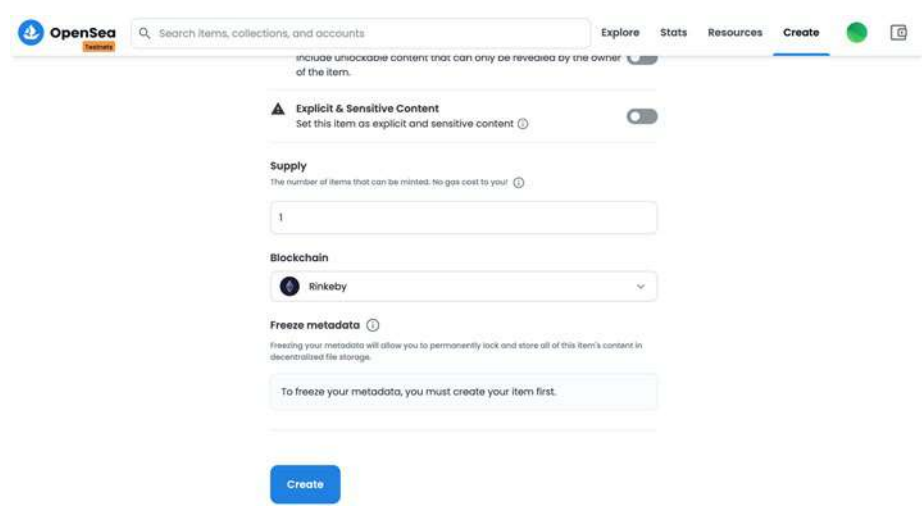 OpenSea
Testnets
Search items, collections, and accounts
Explore Stats Resources Create
Include unlockable content that can only be revealed by the owner
of the item.
Explicit & Sensitive Content
Set this item as explicit and sensitive content
Supply
The number of items that can be minted. No gas cost to you!
1
Blockchain
Rinkeby
Freeze metadata
Freezing your metadata will allow you to permanently lock and store all of this item's content in
decentralized file storage.
To freeze your metadata, you must create your item first.
Create